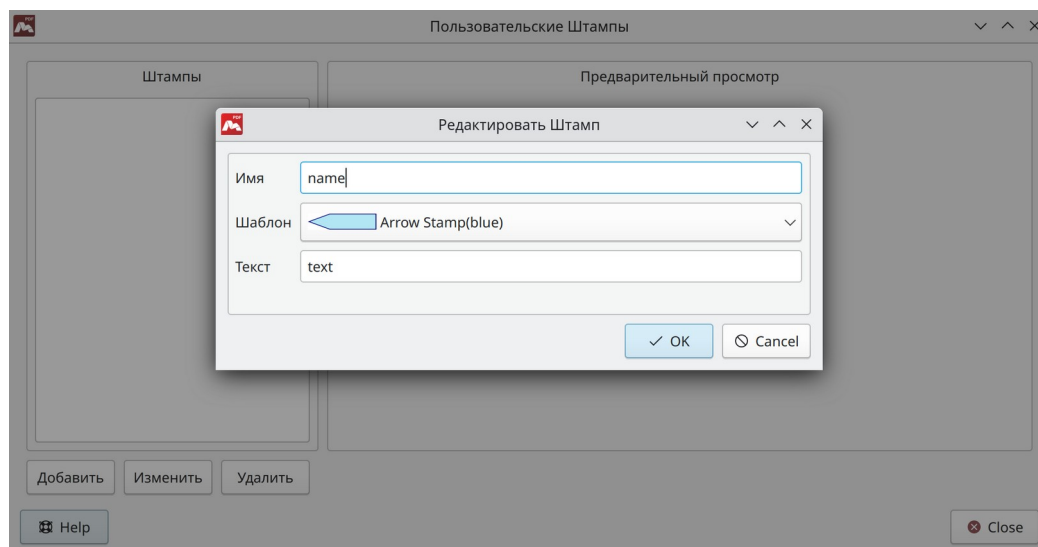 Пользовательские Штампы
Штампы
Предварительный просмотр
PDF
Редактировать Штамп
Имя
name
Шаблон
Arrow Stamp(blue)
Текст
text
OK
Cancel
Добавить
Изменить
Удалить
Help
Close